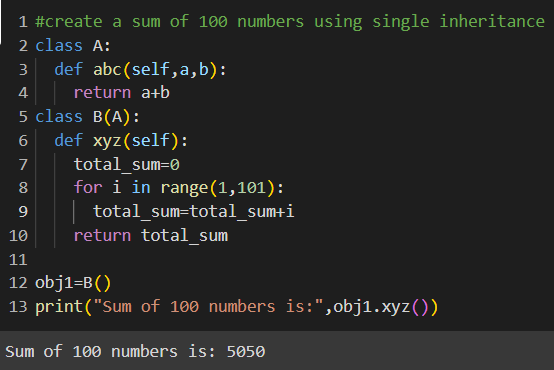 1 #create a sum of 100 numbers using single inheritance
2 class A:
3   def abc(self,a,b):
4     return a+b
5 class B(A):
6   def xyz(self):
7     total_sum=0
8     for i in range(1,101):
9       total_sum=total_sum+i
10     return total_sum
11
12 obj1=B()
13 print("Sum of 100 numbers is:",obj1.xyz())
Sum of 100 numbers is: 5050